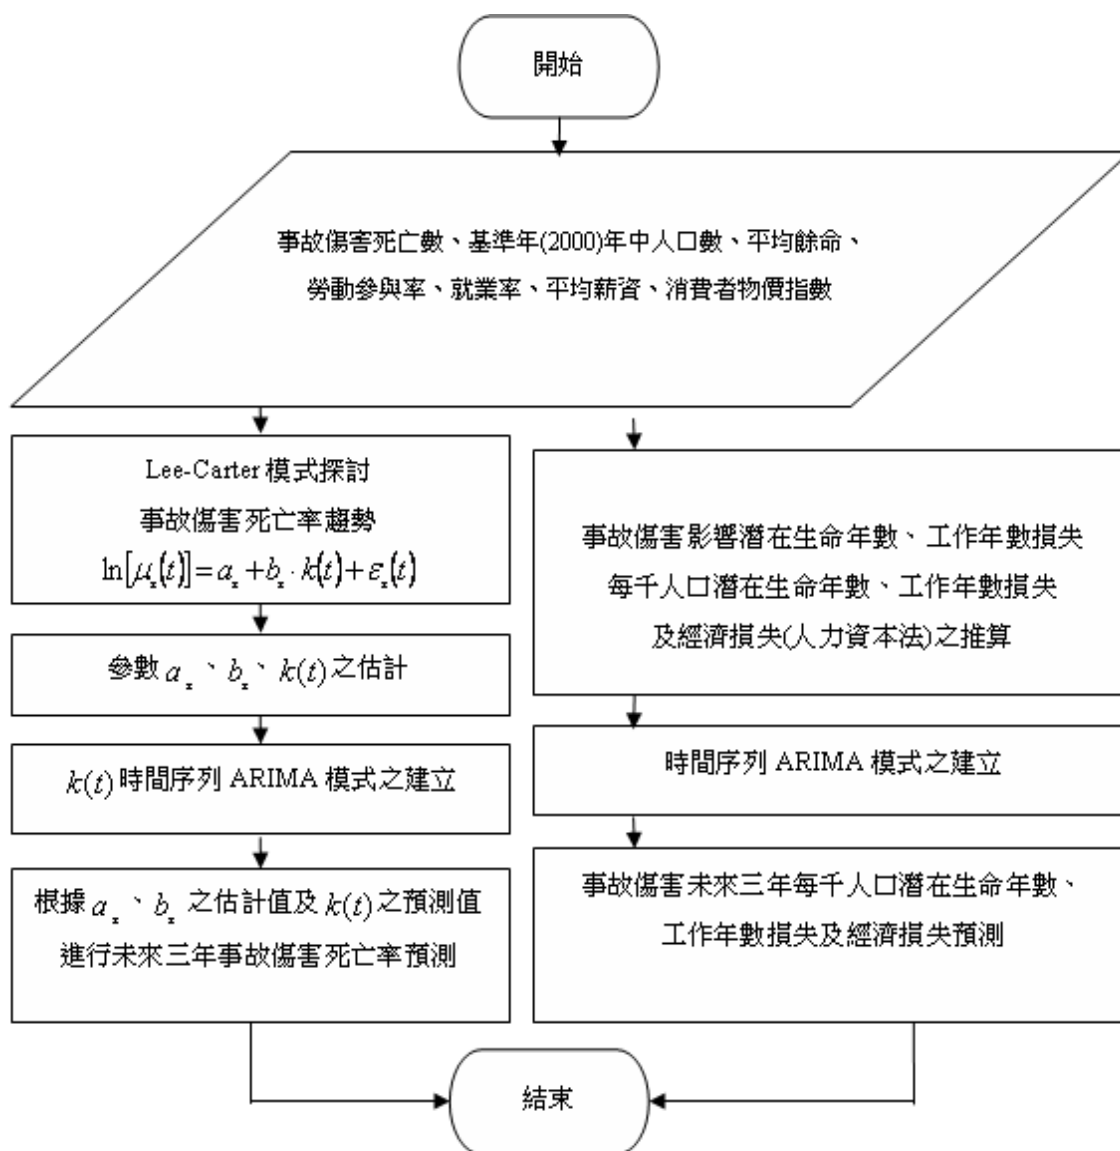 開始
事故傷害死亡數、基準年(2000)年中人口數、平均餘命、
勞動參與率、就業率、平均薪資、消費者物價指數
Lee-Carter 模式探討
事故傷害死亡率趨勢
ln[μₓ(t)] = aₓ + bₓ · k(t) + εₓ(t)
參數 aₓ、bₓ、k(t) 之估計
k(t) 時間序列 ARIMA 模式之建立
根據 aₓ、bₓ 之估計值及 k(t) 之預測值
進行未來三年事故傷害死亡率預測
事故傷害影響潛在生命年數、工作年數損失
每千人口潛在生命年數、工作年數損失
及經濟損失(人力資本法)之推算
時間序列 ARIMA 模式之建立
事故傷害未來三年每千人口潛在生命年數、
工作年數損失及經濟損失預測
結束